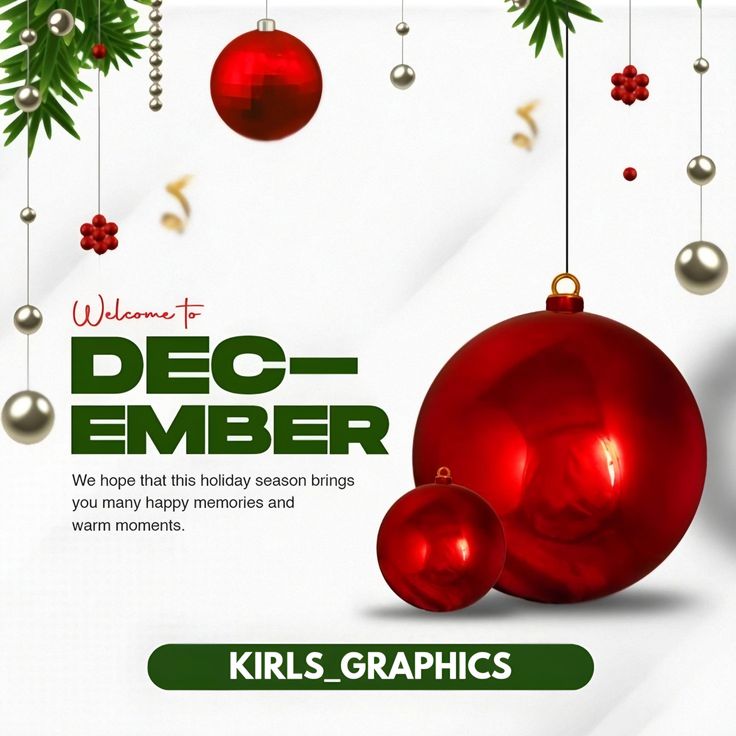 Welcome to
DEC—
EMBER
We hope that this holiday season brings
you many happy memories and
warm moments.
KIRLS_GRAPHICS